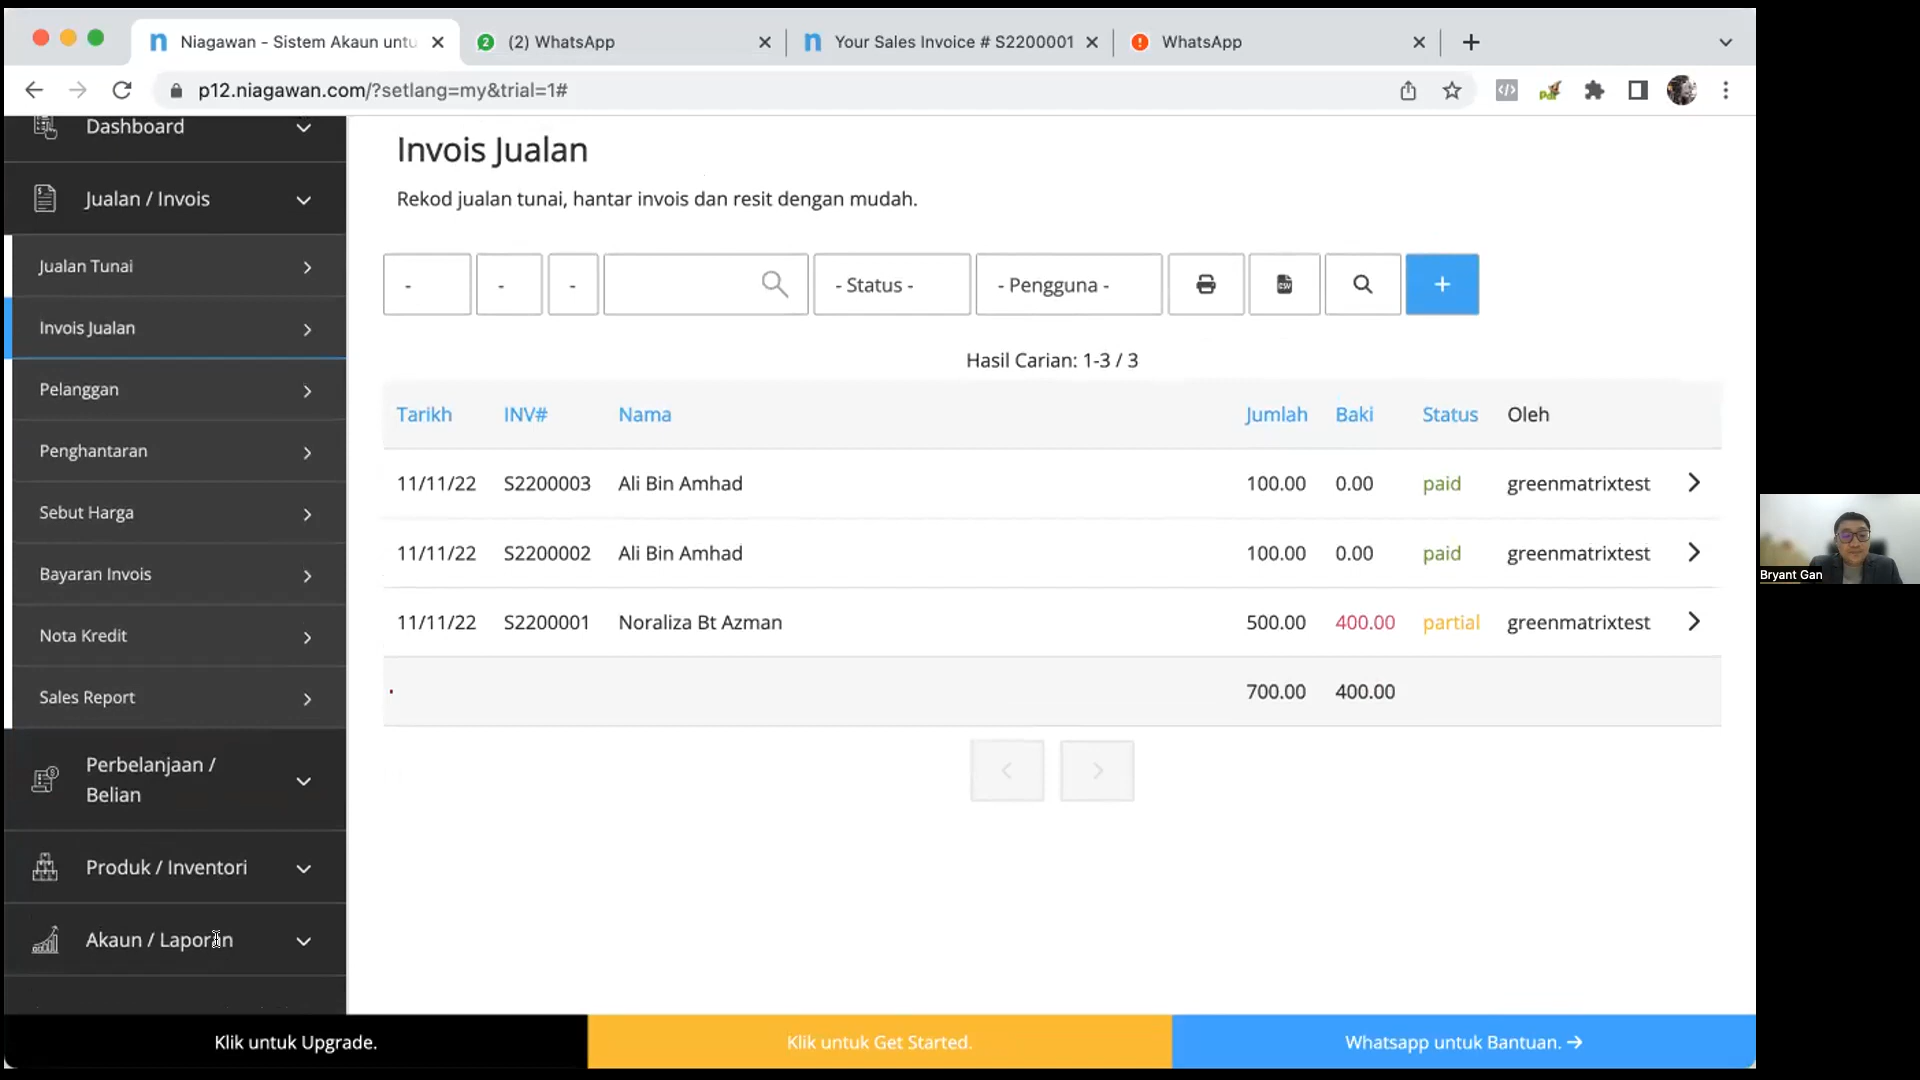 Niagawan - Sistem Akaun untu
(2) WhatsApp
Your Sales Invoice # S2200001
WhatsApp
p12.niagawan.com/?setlang=my&trial=1#
Dashboard
Jualan / Invois
Jualan Tunai
Invois Jualan
Pelanggan
Penghantaran
Sebut Harga
Bayaran Invois
Nota Kredit
Sales Report
Perbelanjaan /
Belian
Produk / Inventori
Akaun / Laporan
Invois Jualan
Rekod jualan tunai, hantar invois dan resit dengan mudah.
- - - - Status - - Pengguna - CSV +
Hasil Carian: 1-3 / 3
Tarikh INV# Nama Jumlah Baki Status Oleh
11/11/22 S2200003 Ali Bin Amhad 100.00 0.00 paid greenmatrixtest
11/11/22 S2200002 Ali Bin Amhad 100.00 0.00 paid greenmatrixtest
11/11/22 S2200001 Noraliza Bt Azman 500.00 400.00 partial greenmatrixtest
700.00 400.00
Klik untuk Upgrade.
Klik untuk Get Started.
Whatsapp untuk Bantuan. →
Bryant Gan